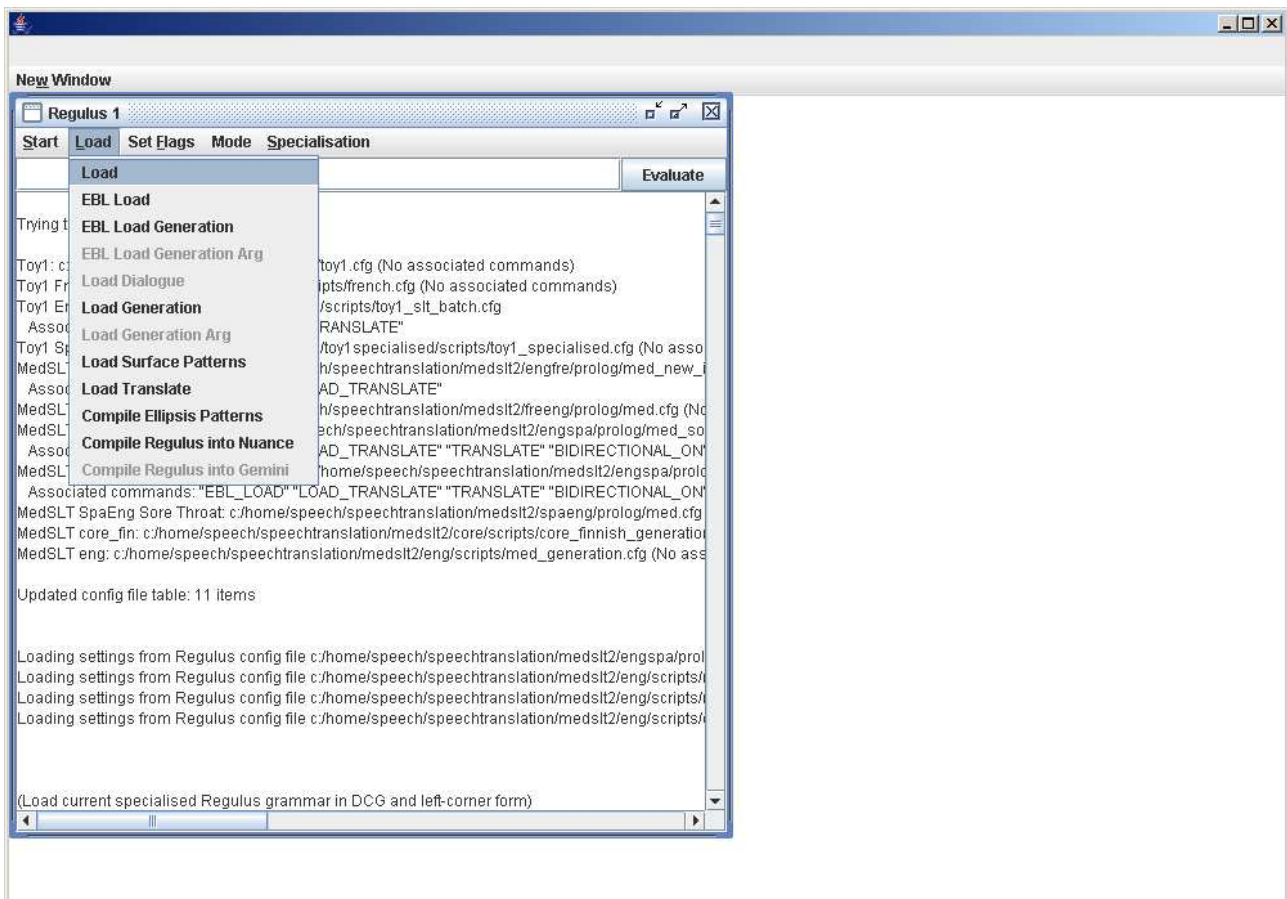 New Window
Regulus 1
Start Load Set Flags Mode Specialisation
Load
EBL Load
EBL Load Generation
EBL Load Generation Arg
Load Dialogue
Load Generation
Load Generation Arg
Load Surface Patterns
Load Translate
Compile Ellipsis Patterns
Compile Regulus into Nuance
Compile Regulus into Gemini
Evaluate
Trying t
Toy1: c: /toy1.cfg (No associated commands)
Toy1 Fr ipts/french.cfg (No associated commands)
Toy1 En /scripts/toy1_slt_batch.cfg
Assoc RANSLATE"
Toy1 Sp /toy1specialised/scripts/toy1_specialised.cfg (No asso
MedSLT h/speechtranslation/medslt2/engfre/prolog/med_new_i
Assoc AD_TRANSLATE"
MedSLT h/speechtranslation/medslt2/freeng/prolog/med.cfg (No
MedSLT ech/speechtranslation/medslt2/engspa/prolog/med_so
Assoc AD_TRANSLATE" "TRANSLATE" "BIDIRECTIONAL_ON"
MedSLT /home/speech/speechtranslation/medslt2/engspa/prolo
Associated commands: "EBL_LOAD" "LOAD_TRANSLATE" "TRANSLATE" "BIDIRECTIONAL_ON"
MedSLT SpaEng Sore Throat: c:/home/speech/speechtranslation/medslt2/spaeng/prolog/med.cfg
MedSLT core_fin: c:/home/speech/speechtranslation/medslt2/core/scripts/core_finnish_generation
MedSLT eng: c:/home/speech/speechtranslation/medslt2/eng/scripts/med_generation.cfg (No ass
Updated config file table: 11 items
Loading settings from Regulus config file c:/home/speech/speechtranslation/medslt2/engspa/prol
Loading settings from Regulus config file c:/home/speech/speechtranslation/medslt2/eng/scripts/
Loading settings from Regulus config file c:/home/speech/speechtranslation/medslt2/eng/scripts/
Loading settings from Regulus config file c:/home/speech/speechtranslation/medslt2/eng/scripts/
(Load current specialised Regulus grammar in DCG and left-corner form)